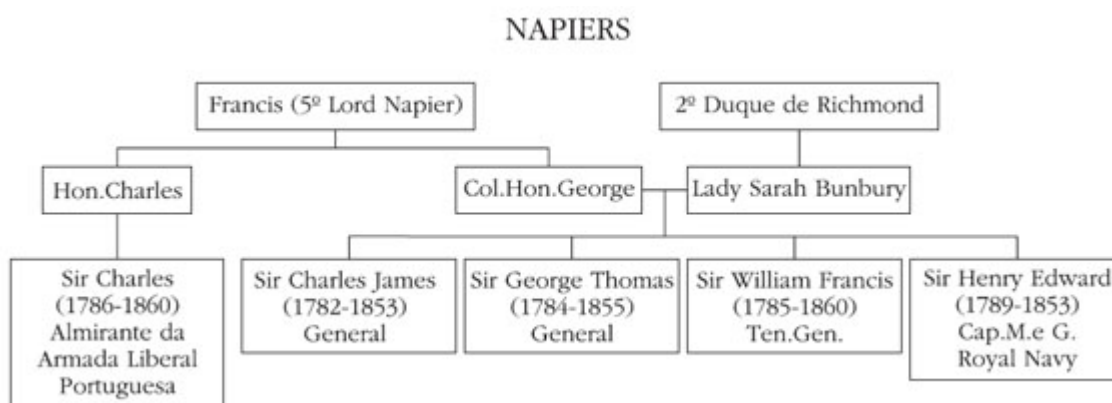 NAPIERS
Francis (5º Lord Napier)
2º Duque de Richmond
Hon.Charles
Col.Hon.George
Lady Sarah Bunbury
Sir Charles
(1786-1860)
Almirante da
Armada Liberal
Portuguesa
Sir Charles James
(1782-1853)
General
Sir George Thomas
(1784-1855)
General
Sir William Francis
(1785-1860)
Ten.Gen.
Sir Henry Edward
(1789-1853)
Cap.M.e G.
Royal Navy